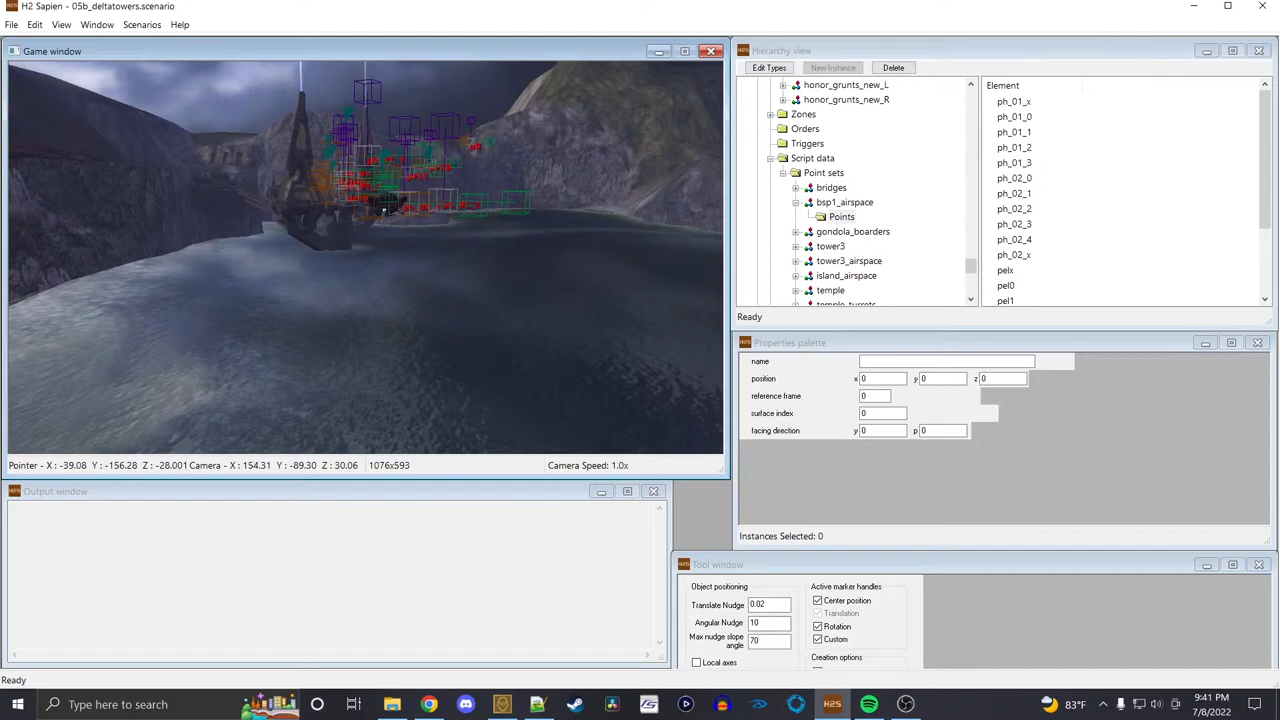 H2 Sapien - 05b_deltatowers.scenario
File Edit View Window Scenarios Help
Game window
Pointer - X : -39.08 Y : -156.28 Z : -28.001 Camera - X : 154.31 Y : -89.30 Z : 30.06 1076x593 Camera Speed: 1.0x
Hierarchy view
Edit Types New Instance Delete
honor_grunts_new_L
honor_grunts_new_R
Zones
Orders
Triggers
Script data
Point sets
bridges
bsp1_airspace
Points
gondola_boarders
tower3
tower3_airspace
island_airspace
temple
temple_turrets
Element
ph_01_x
ph_01_0
ph_01_1
ph_01_2
ph_01_3
ph_02_0
ph_02_1
ph_02_2
ph_02_3
ph_02_4
ph_02_x
pelx
pel0
pel1
Ready
Properties palette
name
position x 0 y 0 z 0
reference frame 0
surface index 0
facing direction y 0 p 0
Instances Selected: 0
Output window
Tool window
Object positioning
Translate Nudge 0.02
Angular Nudge 10
Max nudge slope angle 70
Local axes
Active marker handles
Center position
Translation
Rotation
Custom
Creation options
Ready
Type here to search
83°F
9:41 PM
7/8/2022